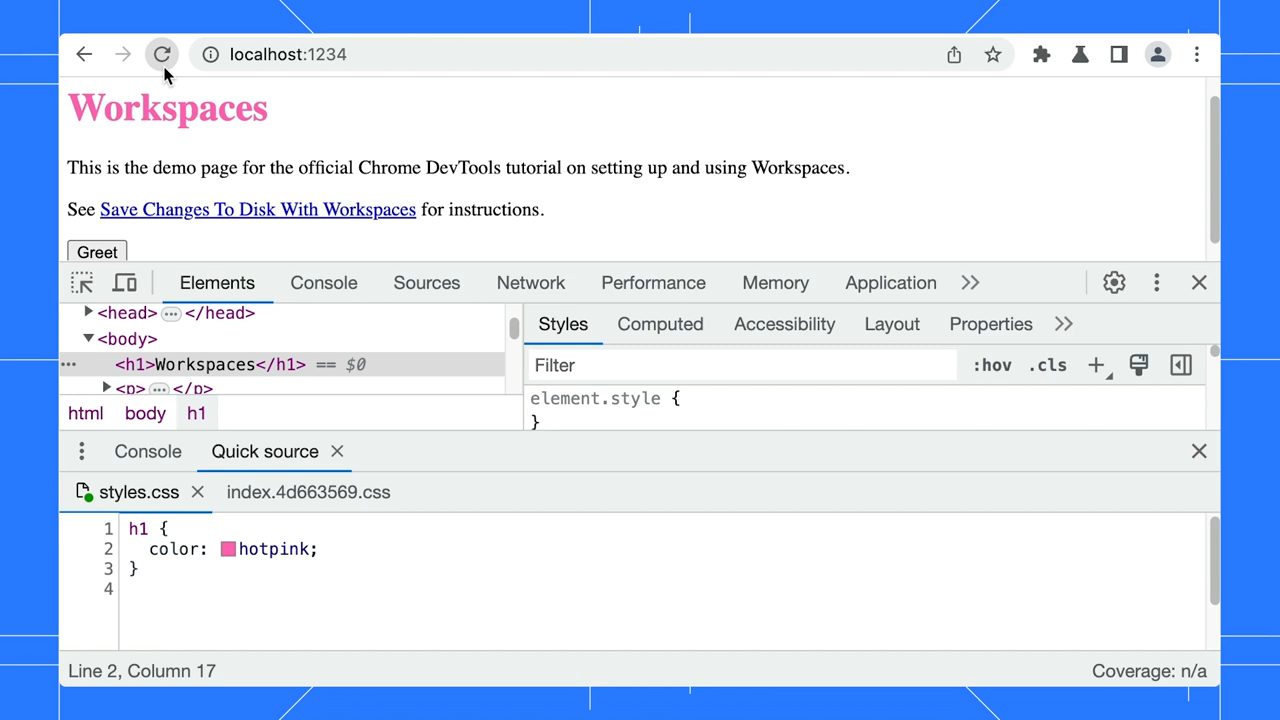 localhost:1234
Workspaces
This is the demo page for the official Chrome DevTools tutorial on setting up and using Workspaces.
See Save Changes To Disk With Workspaces for instructions.
Greet
Elements Console Sources Network Performance Memory Application >>
<head> ... </head>
<body>
... <h1>Workspaces</h1> == $0
<p> ... </p>
html body h1
Styles Computed Accessibility Layout Properties >>
Filter :hov .cls +
element.style {
}
Console Quick source ×
styles.css × index.4d663569.css
1 h1 {
2 color: hotpink;
3 }
4
Line 2, Column 17 Coverage: n/a